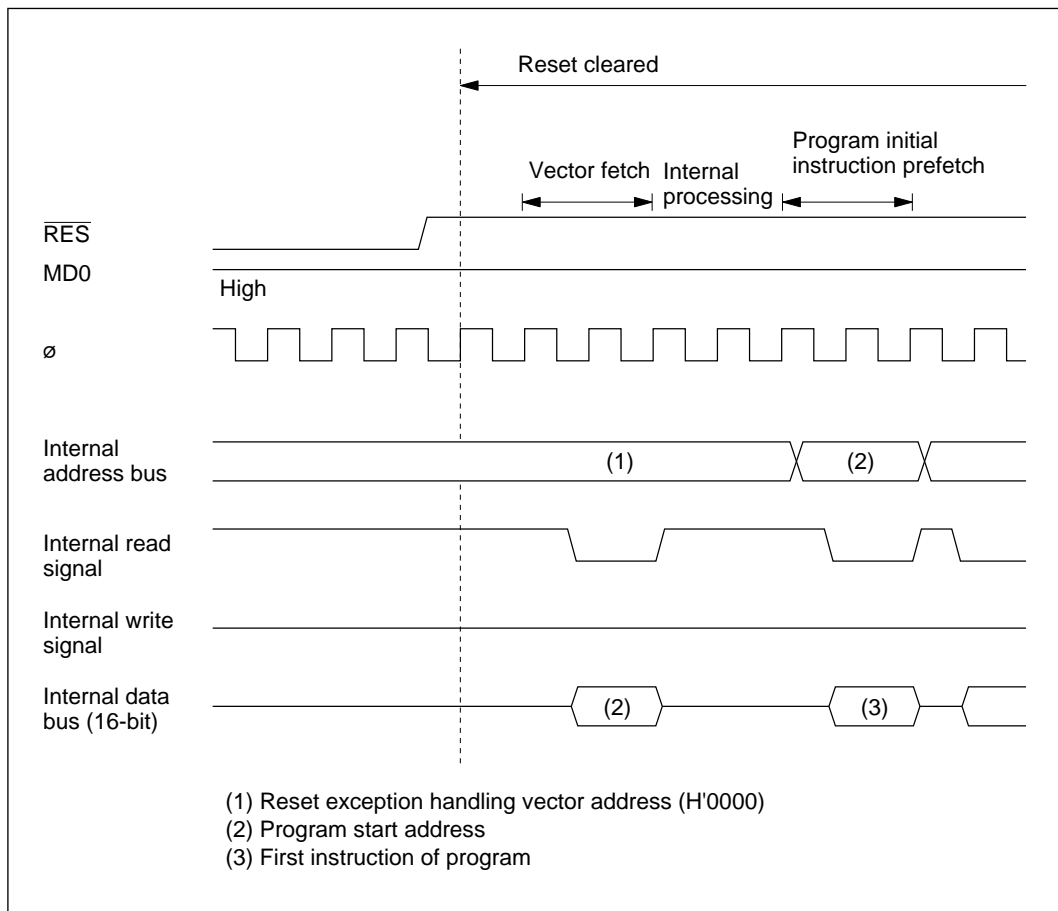 Reset cleared
Vector fetch
Internal
processing
Program initial
instruction prefetch
RES
MD0
High
ø
Internal
address bus
(1)
(2)
Internal read
signal
Internal write
signal
Internal data
bus (16-bit)
(2)
(3)
(1) Reset exception handling vector address (H'0000)
(2) Program start address
(3) First instruction of program